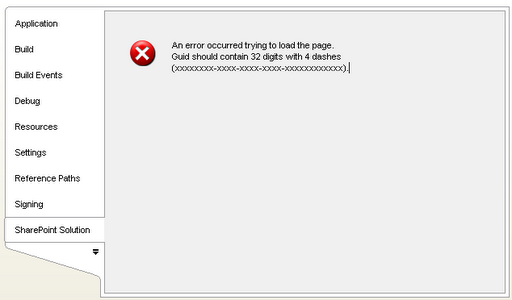 Application
Build
Build Events
Debug
Resources
Settings
Reference Paths
Signing
SharePoint Solution
An error occurred trying to load the page.
Guid should contain 32 digits with 4 dashes
(xxxxxxxx-xxxx-xxxx-xxxx-xxxxxxxxxxxx).